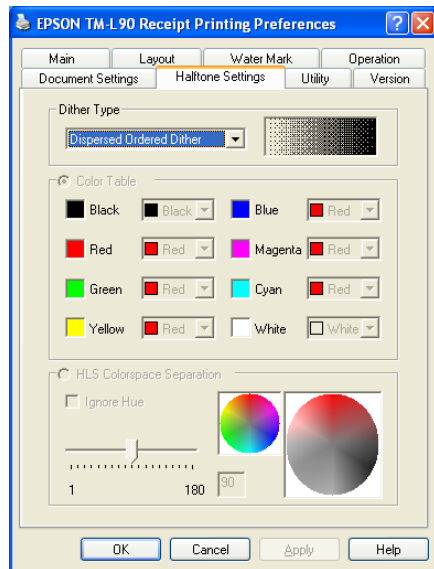 EPSON TM-L90 Receipt Printing Preferences
Main Layout Water Mark Operation
Document Settings Halftone Settings Utility Version
Dither Type
Dispersed Ordered Dither
Color Table
Black Black Blue Red
Red Red Magenta Red
Green Red Cyan Red
Yellow Red White White
HLS Colorspace Separation
Ignore Hue
90
1 180
OK Cancel Apply Help